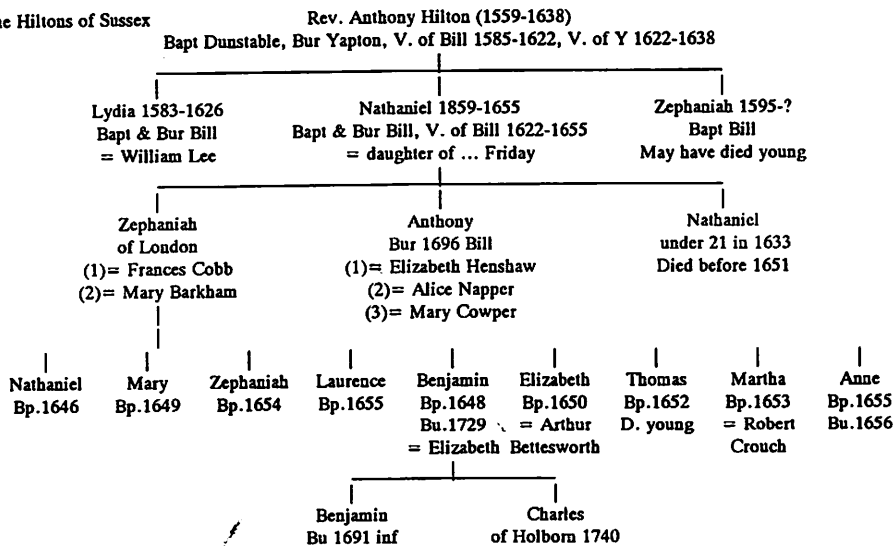 ne Hiltons of Sussex
Rev. Anthony Hilton (1559-1638)
Bapt Dunstable, Bur Yapton, V. of Bill 1585-1622, V. of Y 1622-1638
Lydia 1583-1626
Bapt & Bur Bill
= William Lee
Nathaniel 1859-1655
Bapt & Bur Bill, V. of Bill 1622-1655
= daughter of ... Friday
Zephaniah 1595-?
Bapt Bill
May have died young
Zephaniah
of London
(1)= Frances Cobb
(2)= Mary Barkham
Anthony
Bur 1696 Bill
(1)= Elizabeth Henshaw
(2)= Alice Napper
(3)= Mary Cowper
Nathaniel
under 21 in 1633
Died before 1651
Nathaniel
Bp.1646
Mary
Bp.1649
Zephaniah
Bp.1654
Laurence
Bp.1655
Benjamin
Bp.1648
Bu.1729
= Elizabeth Bettesworth
Elizabeth
Bp.1650
= Arthur
Thomas
Bp.1652
D. young
Martha
Bp.1653
= Robert
Crouch
Anne
Bp.1655
Bu.1656
Benjamin
Bu 1691 inf
Charles
of Holborn 1740